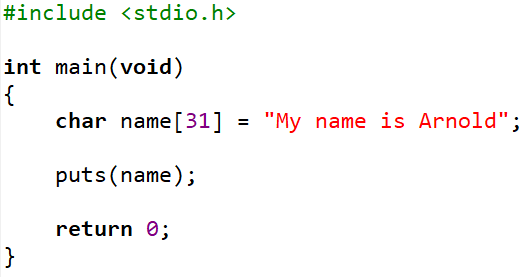 #include <stdio.h>
int main(void)
{
    char name[31] = "My name is Arnold";
    puts(name);
    return 0;
}